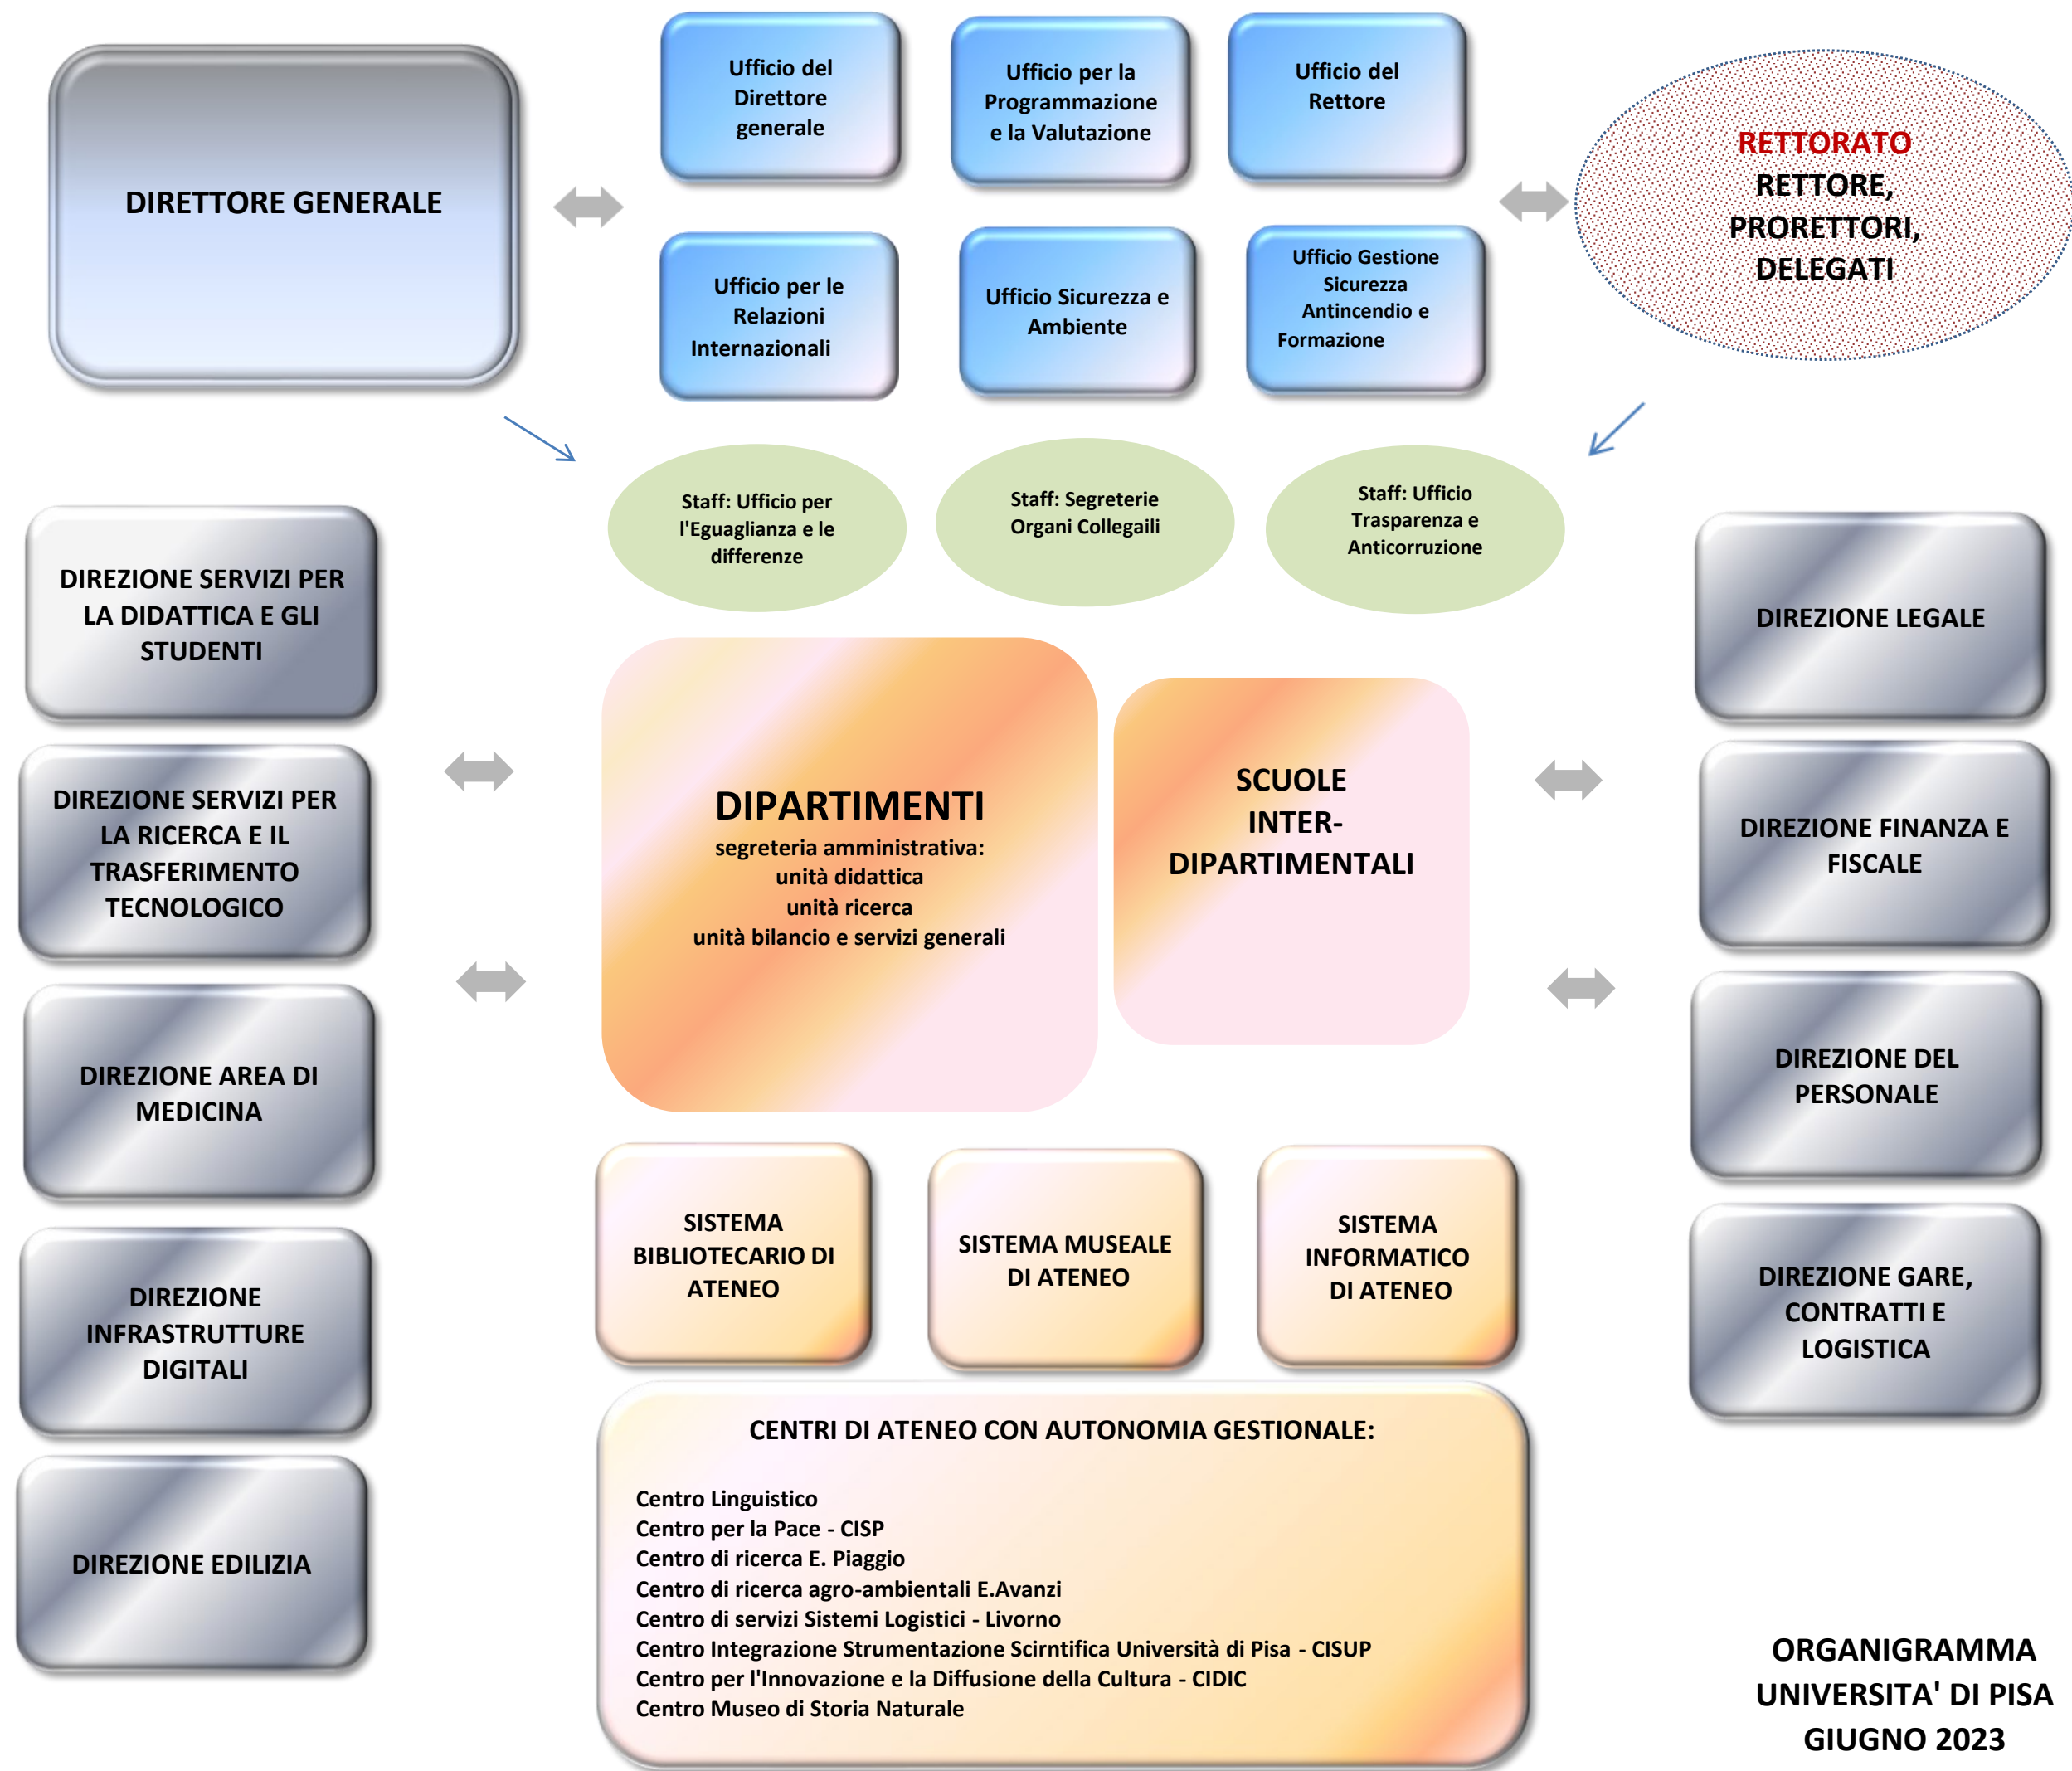 DIRETTORE GENERALE
Ufficio del
Direttore
generale
Ufficio per la
Programmazione
e la Valutazione
Ufficio del
Rettore
RETTORATO
RETTORE,
PRORETTORI,
DELEGATI
Ufficio per le
Relazioni
Internazionali
Ufficio Sicurezza e
Ambiente
Ufficio Gestione
Sicurezza
Antincendio e
Formazione
Staff: Ufficio per
l'Eguaglianza e le
differenze
Staff: Segreterie
Organi Collegaili
Staff: Ufficio
Trasparenza e
Anticorruzione
DIREZIONE SERVIZI PER
LA DIDATTICA E GLI
STUDENTI
DIREZIONE SERVIZI PER
LA RICERCA E IL
TRASFERIMENTO
TECNOLOGICO
DIREZIONE AREA DI
MEDICINA
DIREZIONE
INFRASTRUTTURE
DIGITALI
DIREZIONE EDILIZIA
DIPARTIMENTI
segreteria amministrativa:
unità didattica
unità ricerca
unità bilancio e servizi generali
SCUOLE
INTER-
DIPARTIMENTALI
DIREZIONE LEGALE
DIREZIONE FINANZA E
FISCALE
DIREZIONE DEL
PERSONALE
DIREZIONE GARE,
CONTRATTI E
LOGISTICA
SISTEMA
BIBLIOTECARIO DI
ATENEO
SISTEMA MUSEALE
DI ATENEO
SISTEMA
INFORMATICO
DI ATENEO
CENTRI DI ATENEO CON AUTONOMIA GESTIONALE:
Centro Linguistico
Centro per la Pace - CISP
Centro di ricerca E. Piaggio
Centro di ricerca agro-ambientali E.Avanzi
Centro di servizi Sistemi Logistici - Livorno
Centro Integrazione Strumentazione Scirntifica Università di Pisa - CISUP
Centro per l'Innovazione e la Diffusione della Cultura - CIDIC
Centro Museo di Storia Naturale
ORGANIGRAMMA
UNIVERSITA' DI PISA
GIUGNO 2023